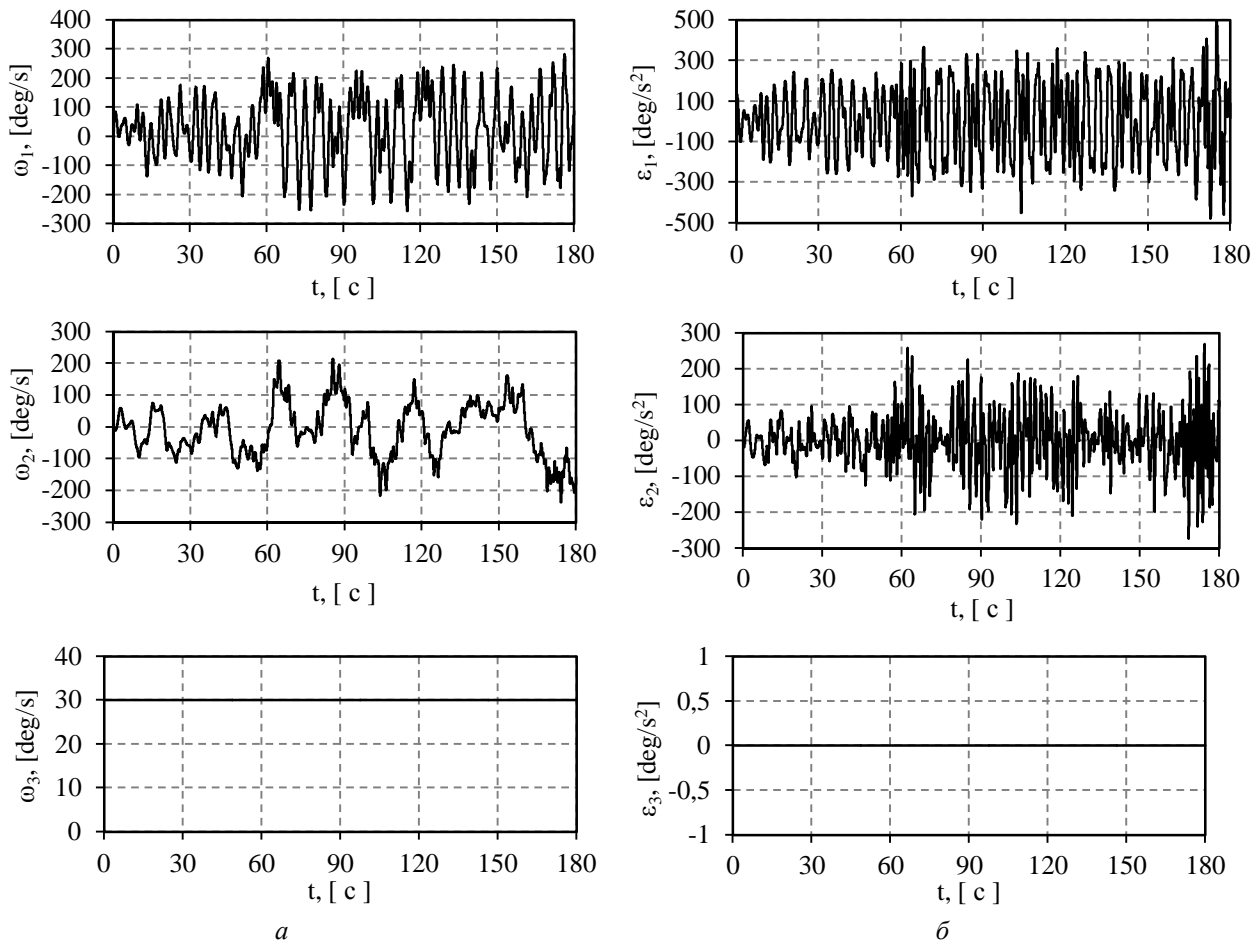 400
300
200
100
0
-100
-200
-300
ω1, [deg/s]
0 30 60 90 120 150 180
t, [ c ]
500
300
100
-100
-300
-500
ε1, [deg/s²]
0 30 60 90 120 150 180
t, [ c ]
300
200
100
0
-100
-200
-300
ω2, [deg/s]
0 30 60 90 120 150 180
t, [ c ]
300
200
100
0
-100
-200
-300
ε2, [deg/s²]
0 30 60 90 120 150 180
t, [ c ]
40
30
20
10
0
ω3, [deg/s]
0 30 60 90 120 150 180
t, [ c ]
1
0,5
0
-0,5
-1
ε3, [deg/s²]
0 30 60 90 120 150 180
t, [ c ]
а
б